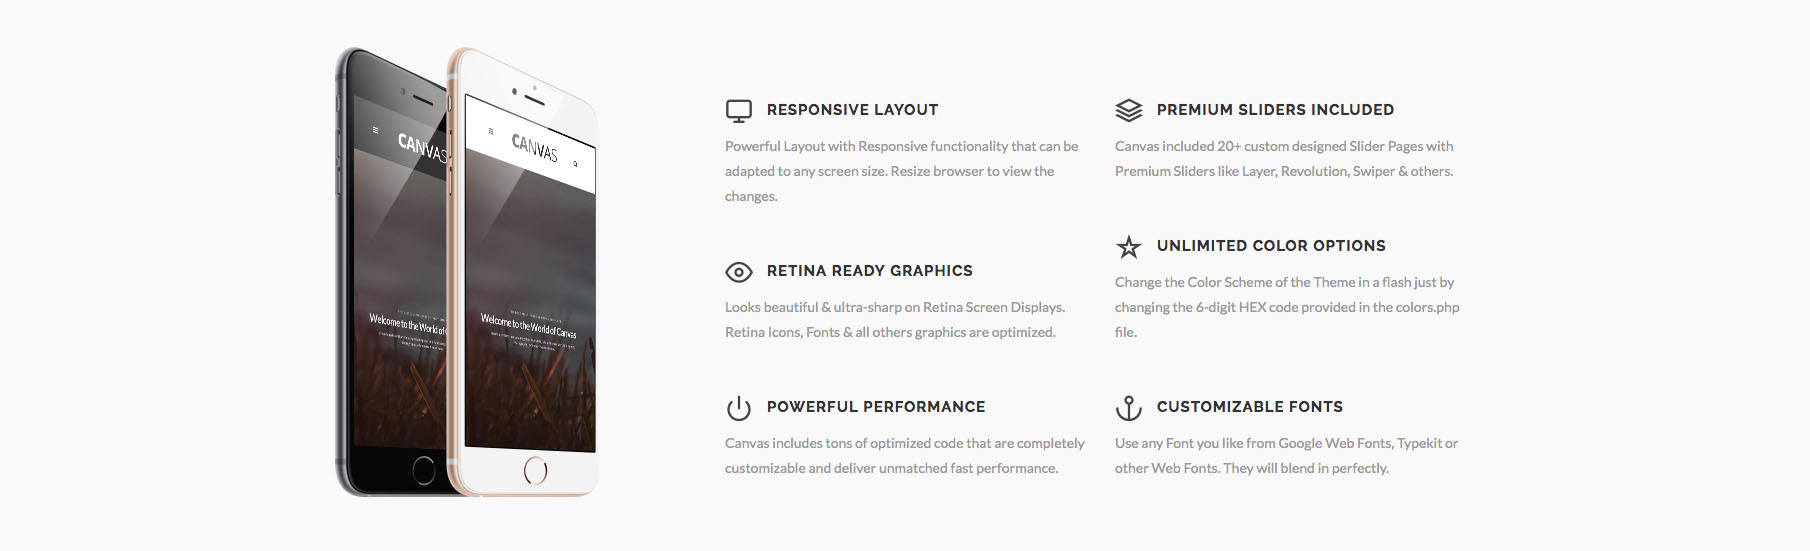 CANVAS
Welcome to the World of
CANVAS
Welcome to the World of Canvas
RESPONSIVE LAYOUT
Powerful Layout with Responsive functionality that can be
adapted to any screen size. Resize browser to view the
changes.
RETINA READY GRAPHICS
Looks beautiful & ultra-sharp on Retina Screen Displays.
Retina Icons, Fonts & all others graphics are optimized.
POWERFUL PERFORMANCE
Canvas includes tons of optimized code that are completely
customizable and deliver unmatched fast performance.
PREMIUM SLIDERS INCLUDED
Canvas included 20+ custom designed Slider Pages with
Premium Sliders like Layer, Revolution, Swiper & others.
UNLIMITED COLOR OPTIONS
Change the Color Scheme of the Theme in a flash just by
changing the 6-digit HEX code provided in the colors.php
file.
CUSTOMIZABLE FONTS
Use any Font you like from Google Web Fonts, Typekit or
other Web Fonts. They will blend in perfectly.